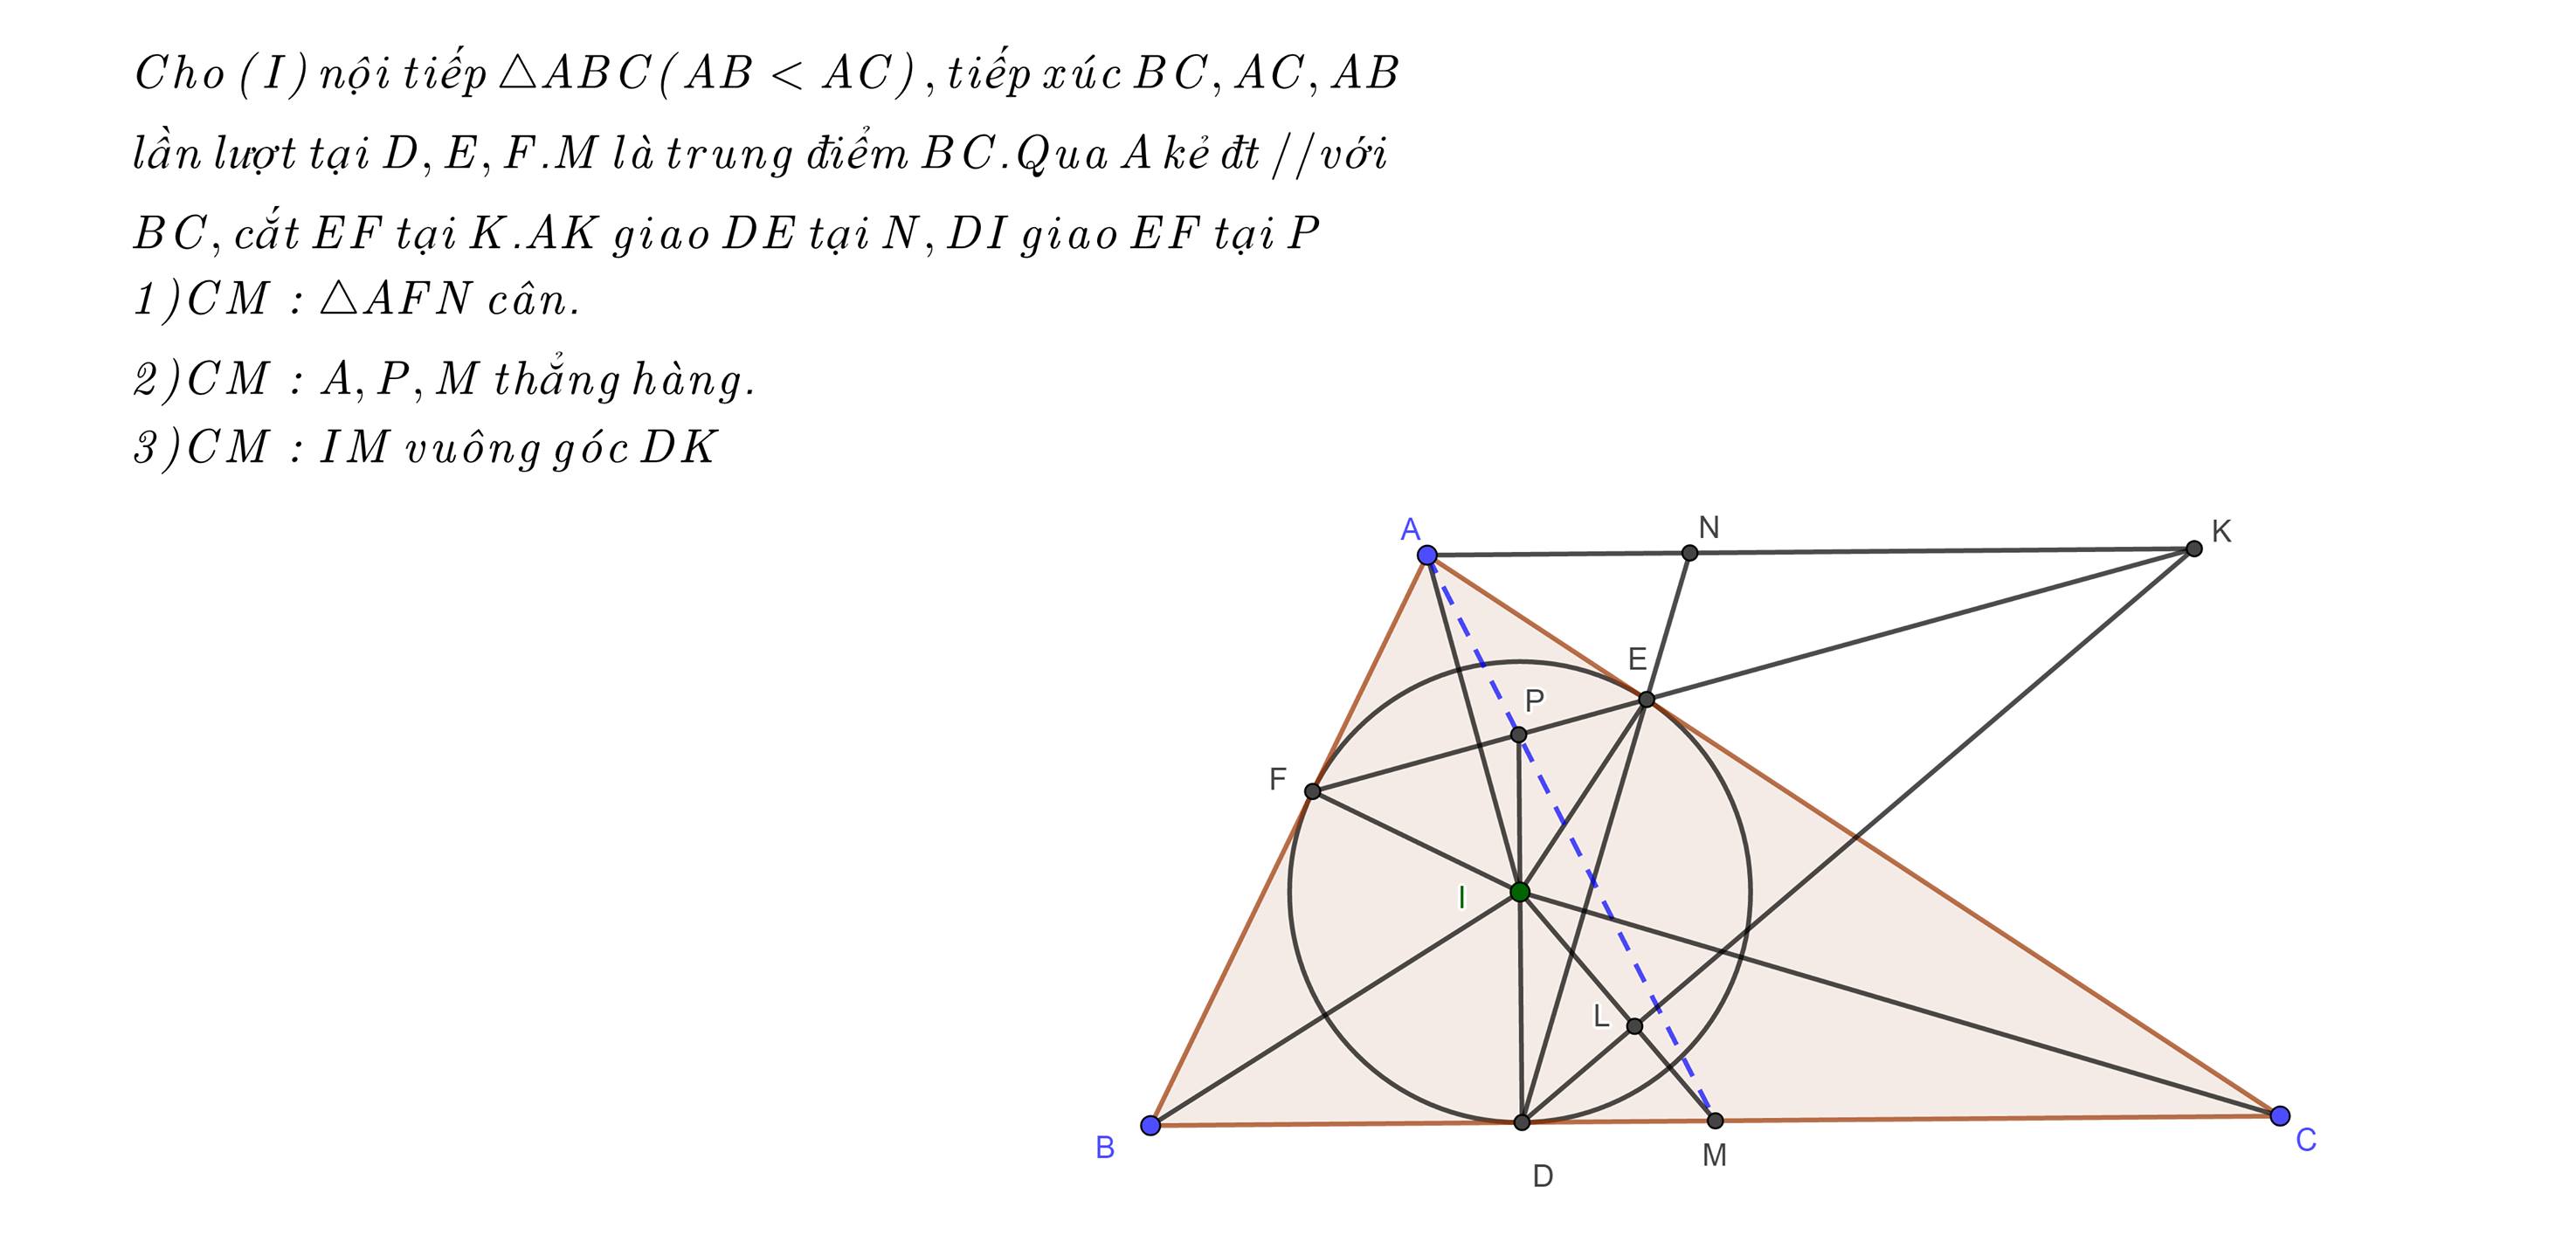 Cho (I) nội tiếp △ABC(AB < AC), tiếp xúc BC, AC, AB
lần lượt tại D, E, F.M là trung điểm BC.Qua A kẻ đt //với
BC, cắt EF tại K.AK giao DE tại N, DI giao EF tại P
1)CM : △AFN cân.
2)CM : A, P, M thẳng hàng.
3)CM : IM vuông góc DK
A
N
K
E
P
F
I
L
B
D
M
C